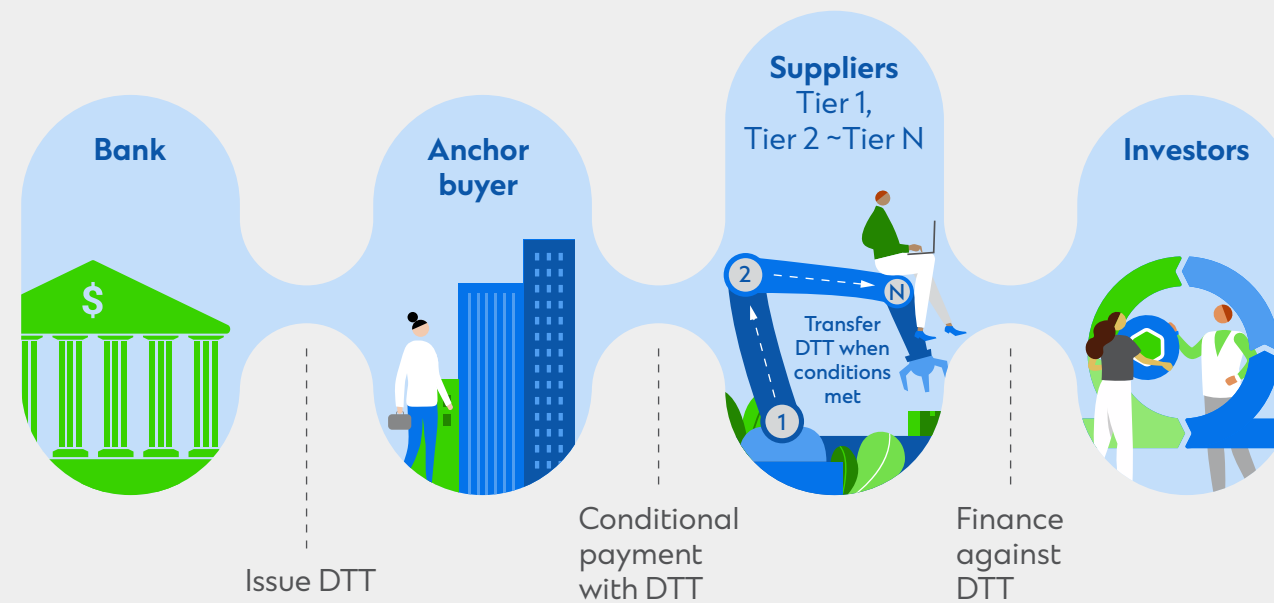 Bank
$
Anchor
buyer
Suppliers
Tier 1,
Tier 2 ~Tier N
2
N
Transfer
DTT when
conditions
met
1
Investors
Issue DTT
Conditional
payment
with DTT
Finance
against
DTT